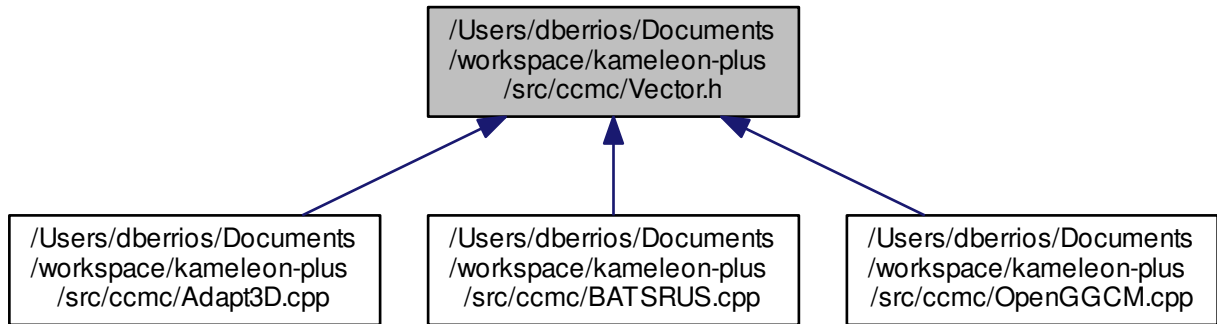 /Users/dberrios/Documents
/workspace/kameleon-plus
/src/ccmc/Vector.h
/Users/dberrios/Documents
/workspace/kameleon-plus
/src/ccmc/Adapt3D.cpp
/Users/dberrios/Documents
/workspace/kameleon-plus
/src/ccmc/BATSRUS.cpp
/Users/dberrios/Documents
/workspace/kameleon-plus
/src/ccmc/OpenGGCM.cpp